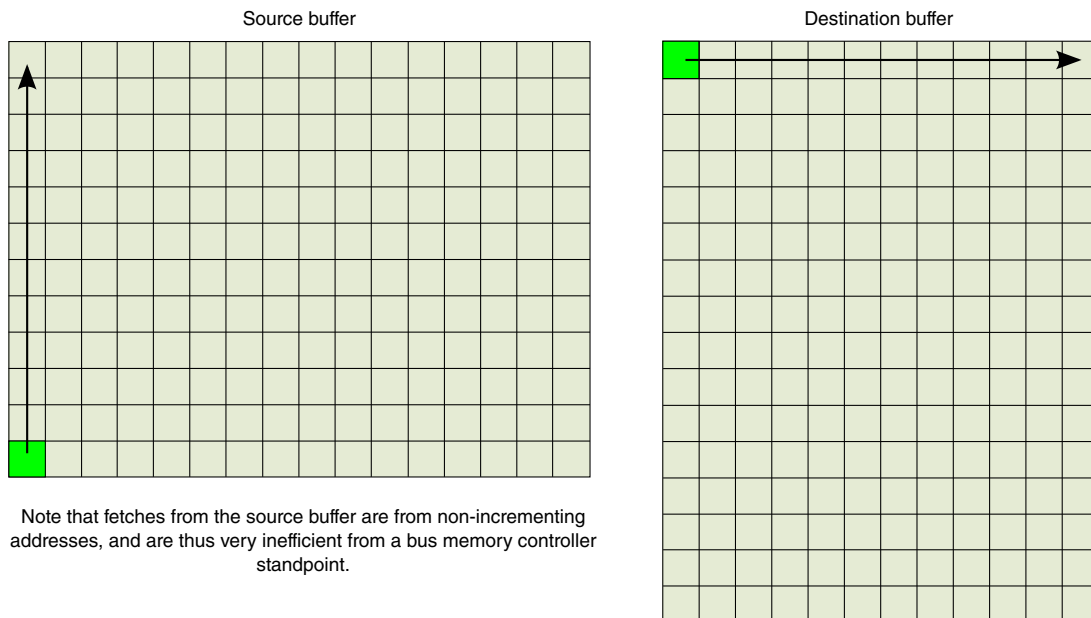 Source buffer
Destination buffer
Note that fetches from the source buffer are from non-incrementing
addresses, and are thus very inefficient from a bus memory controller
standpoint.